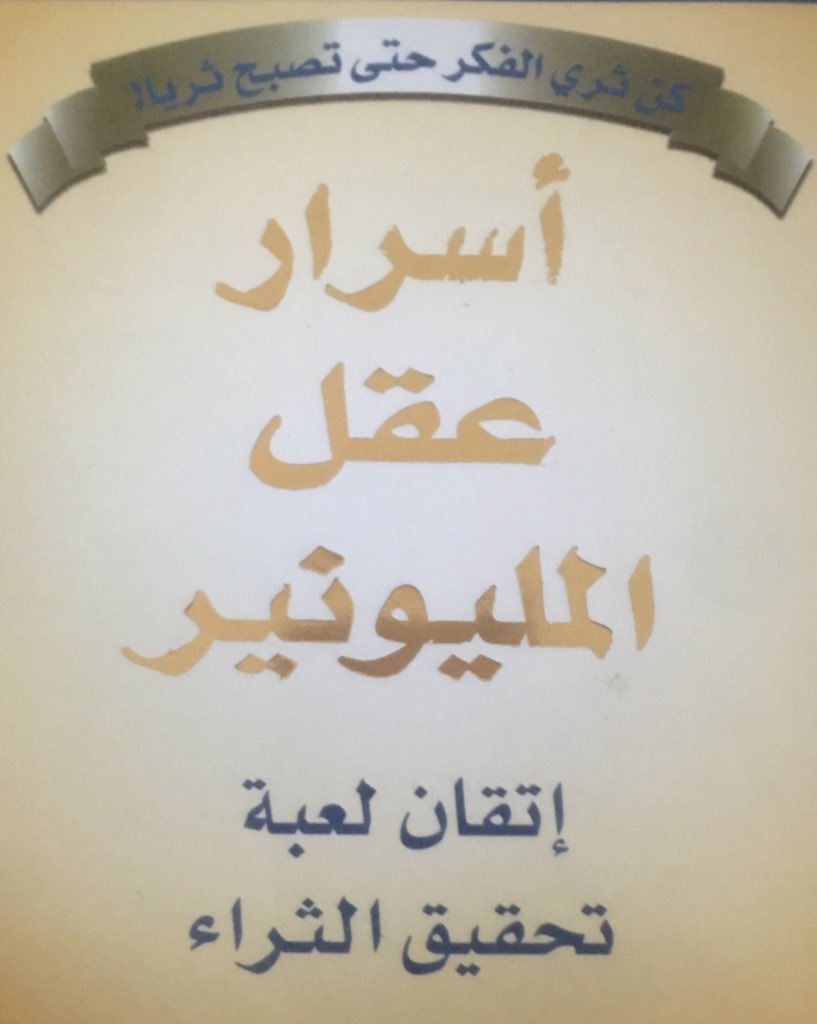 كن ثري الفكر حتى تصبح ثريا!
أسرار
عقل
المليونير
إتقان لعبة
تحقيق الثراء